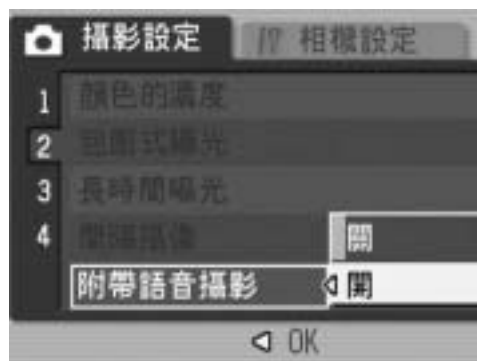 攝影設定 相機設定
1 顏色的濃度
2 包圍式曝光
3 長時間曝光
4 間隔攝像 關
附帶語音攝影 開
OK